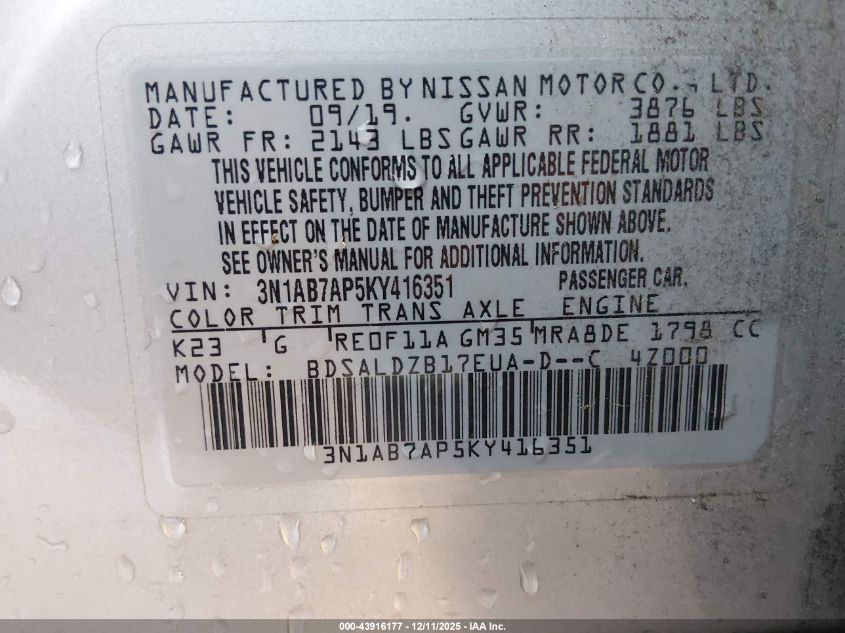 MANUFACTURED BY NISSAN MOTOR CO., LTD.
DATE: 09/19. GVWR: 3876 LBS
GAWR FR: 2143 LBS GAWR RR: 1881 LBS
THIS VEHICLE CONFORMS TO ALL APPLICABLE FEDERAL MOTOR
VEHICLE SAFETY, BUMPER AND THEFT PREVENTION STANDARDS
IN EFFECT ON THE DATE OF MANUFACTURE SHOWN ABOVE.
SEE OWNER'S MANUAL FOR ADDITIONAL INFORMATION.
VIN: 3N1AB7AP5KY416351 PASSENGER CAR.
COLOR TRIM TRANS AXLE ENGINE
K23 G RE0F11A GM35 MRA8DE 1798 CC
MODEL: BDSALDZB17EUA-D--C 4Z000
3N1AB7AP5KY416351
000-43916177 - 12/11/2025 - IAA Inc.